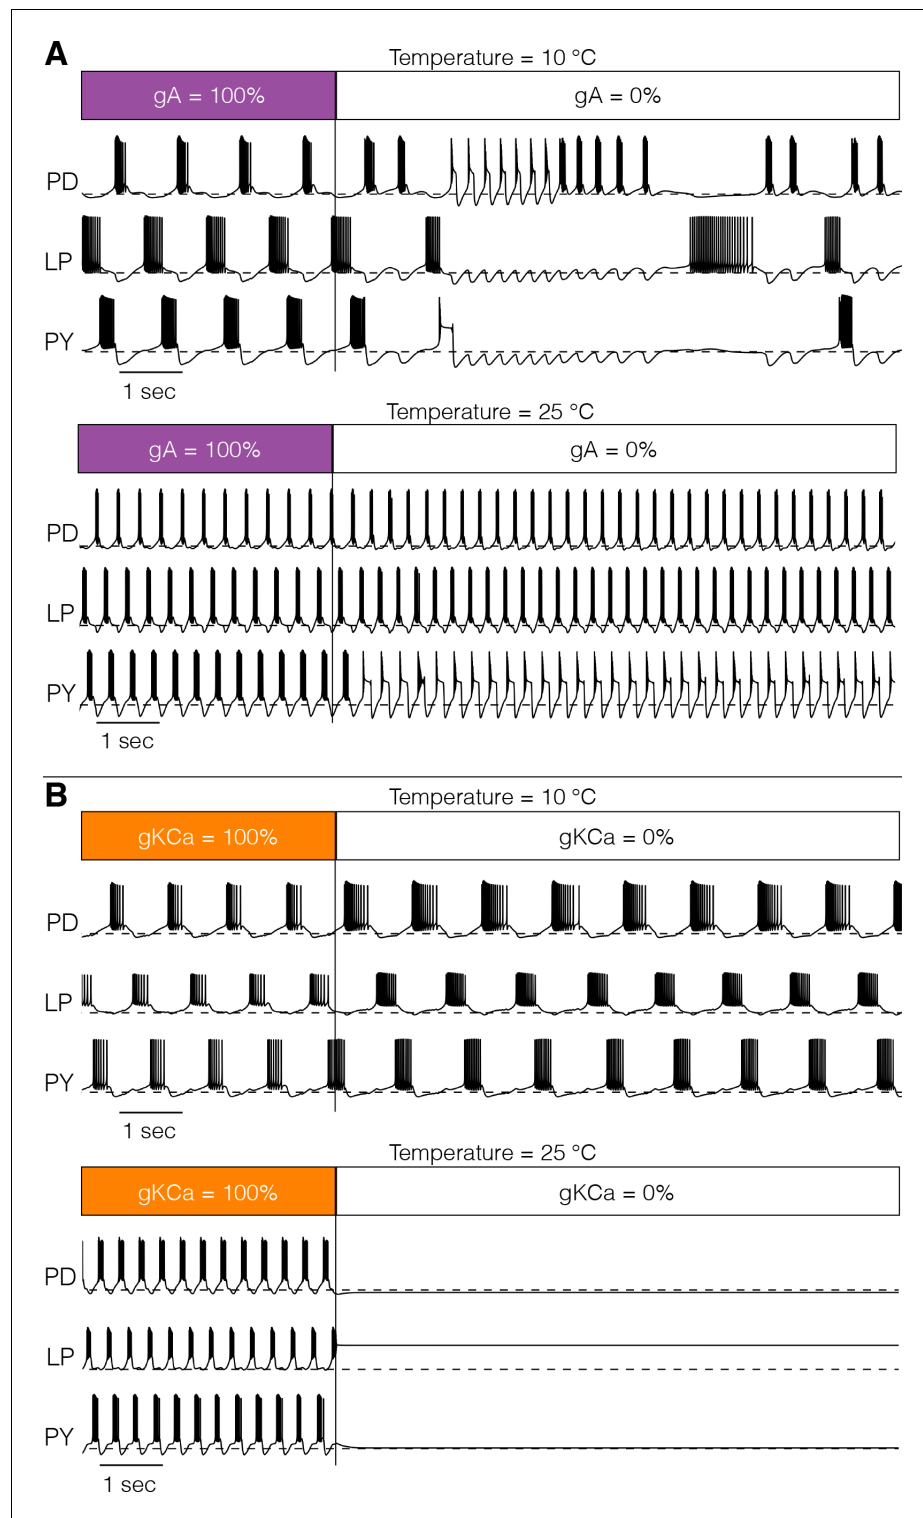 A
Temperature = 10 °C
gA = 100% gA = 0%
PD
LP
PY
1 sec
Temperature = 25 °C
gA = 100% gA = 0%
PD
LP
PY
1 sec
B
Temperature = 10 °C
gKCa = 100% gKCa = 0%
PD
LP
PY
1 sec
Temperature = 25 °C
gKCa = 100% gKCa = 0%
PD
LP
PY
1 sec